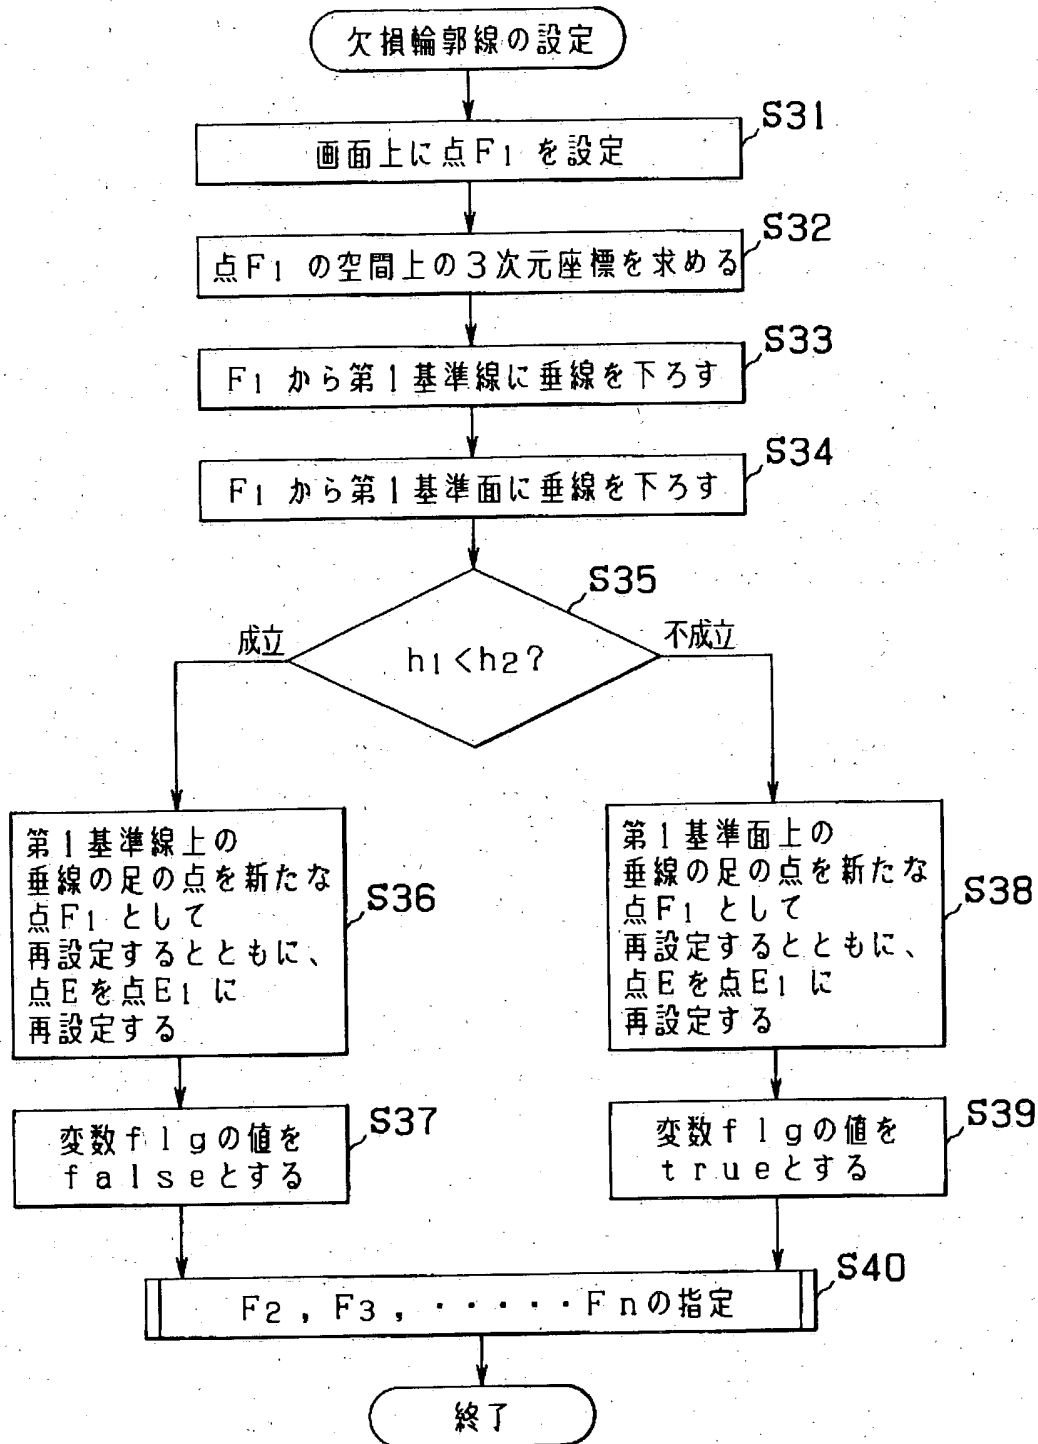 欠損輪郭線の設定
S31
画面上に点F1を設定
S32
点F1の空間上の3次元座標を求める
S33
F1から第1基準線に垂線を下ろす
S34
F1から第1基準面に垂線を下ろす
S35
成立
h1<h2?
不成立
第1基準線上の
垂線の足の点を新たな
点F1として
再設定するとともに、
点Eを点E1に
再設定する
S36
第1基準面上の
垂線の足の点を新たな
点F1として
再設定するとともに、
点Eを点E1に
再設定する
S38
変数flgの値を
falseとする
S37
変数flgの値を
trueとする
S39
S40
F2,F3,・・・・・Fnの指定
終了